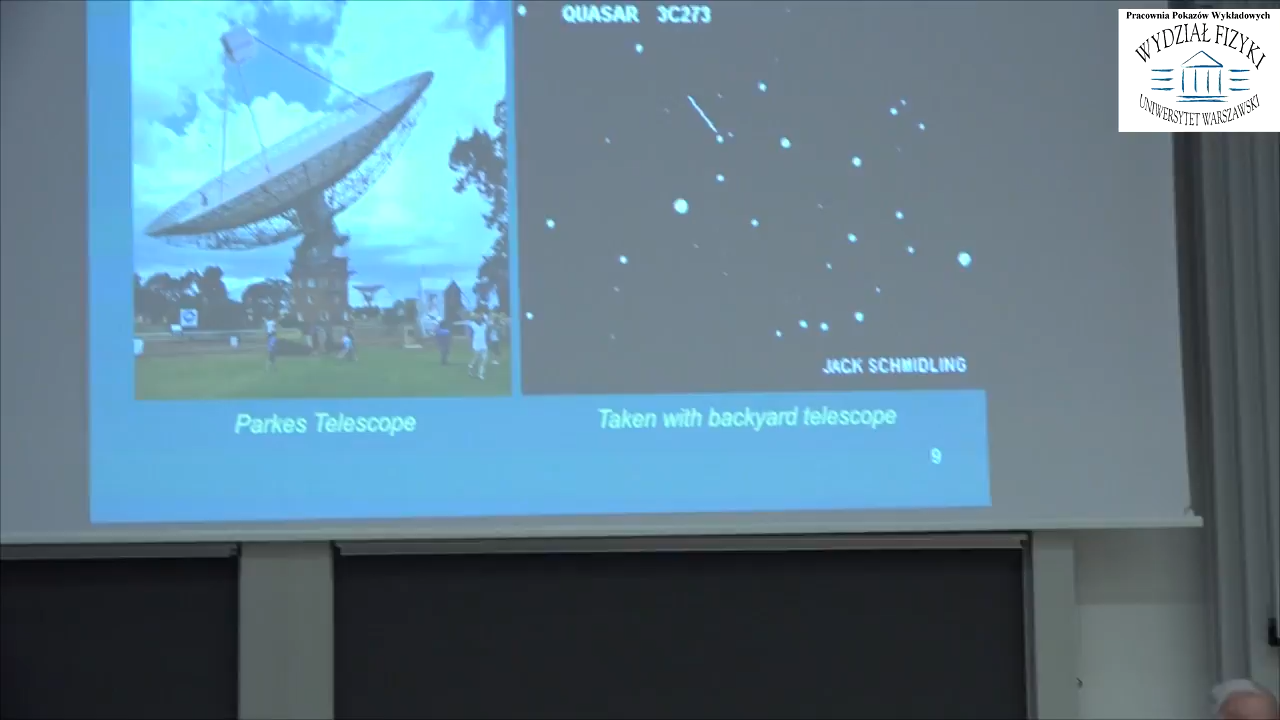 Pracownia Pokazów Wykładowych
WYDZIAŁ FIZYKI
UNIWERSYTET WARSZAWSKI
QUASAR 3C273
JACK SCHMIDLING
Parkes Telescope
Taken with backyard telescope
9